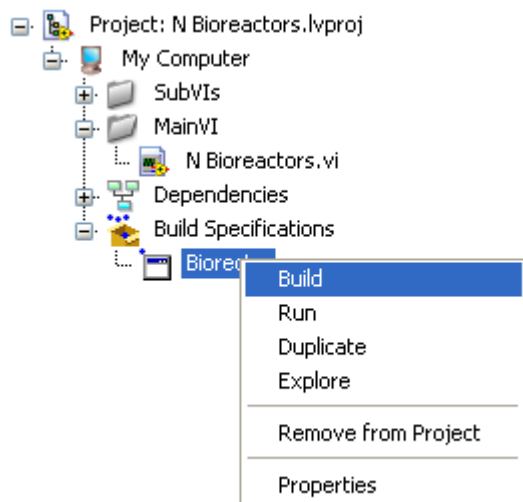 Project: N Bioreactors.lvproj
My Computer
SubVIs
MainVI
N Bioreactors.vi
Dependencies
Build Specifications
Build
Run
Duplicate
Explore
Remove from Project
Properties